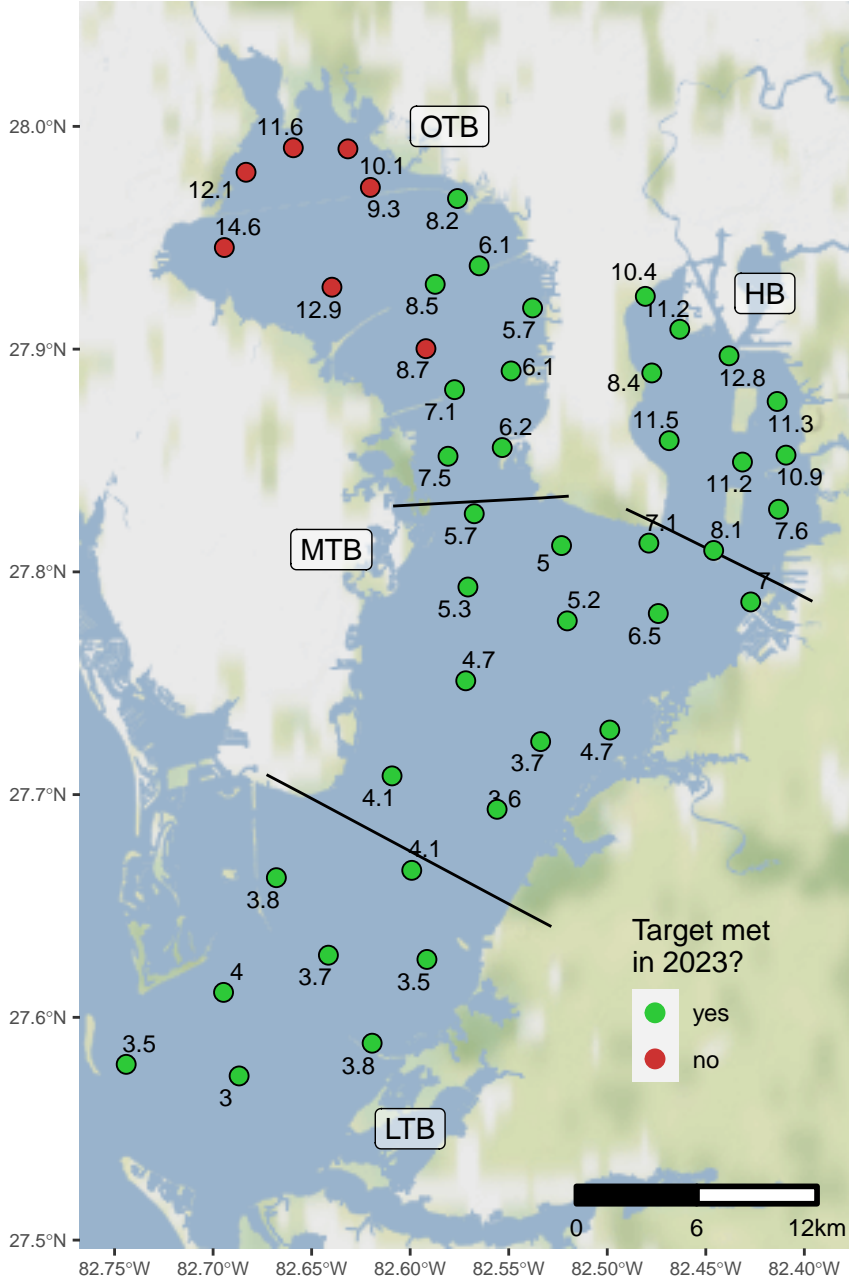 28.0°N
27.9°N
27.8°N
27.7°N
27.6°N
27.5°N
OTB
11.6
10.1
12.1
9.3
8.2
14.6
6.1
10.4
HB
12.9
8.5
5.7
11.2
8.7
6.1
8.4
12.8
7.1
11.3
6.2
11.5
7.5
11.2
10.9
5.7
7.1
8.1
7.6
MTB
5
5.3
5.2
7
6.5
4.7
3.7
4.7
4.1
3.6
4.1
3.8
3.7
3.5
4
3.5
3
3.8
LTB
Target met
in 2023?
yes
no
0 6 12km
82.75°W 82.70°W 82.65°W 82.60°W 82.55°W 82.50°W 82.45°W 82.40°W